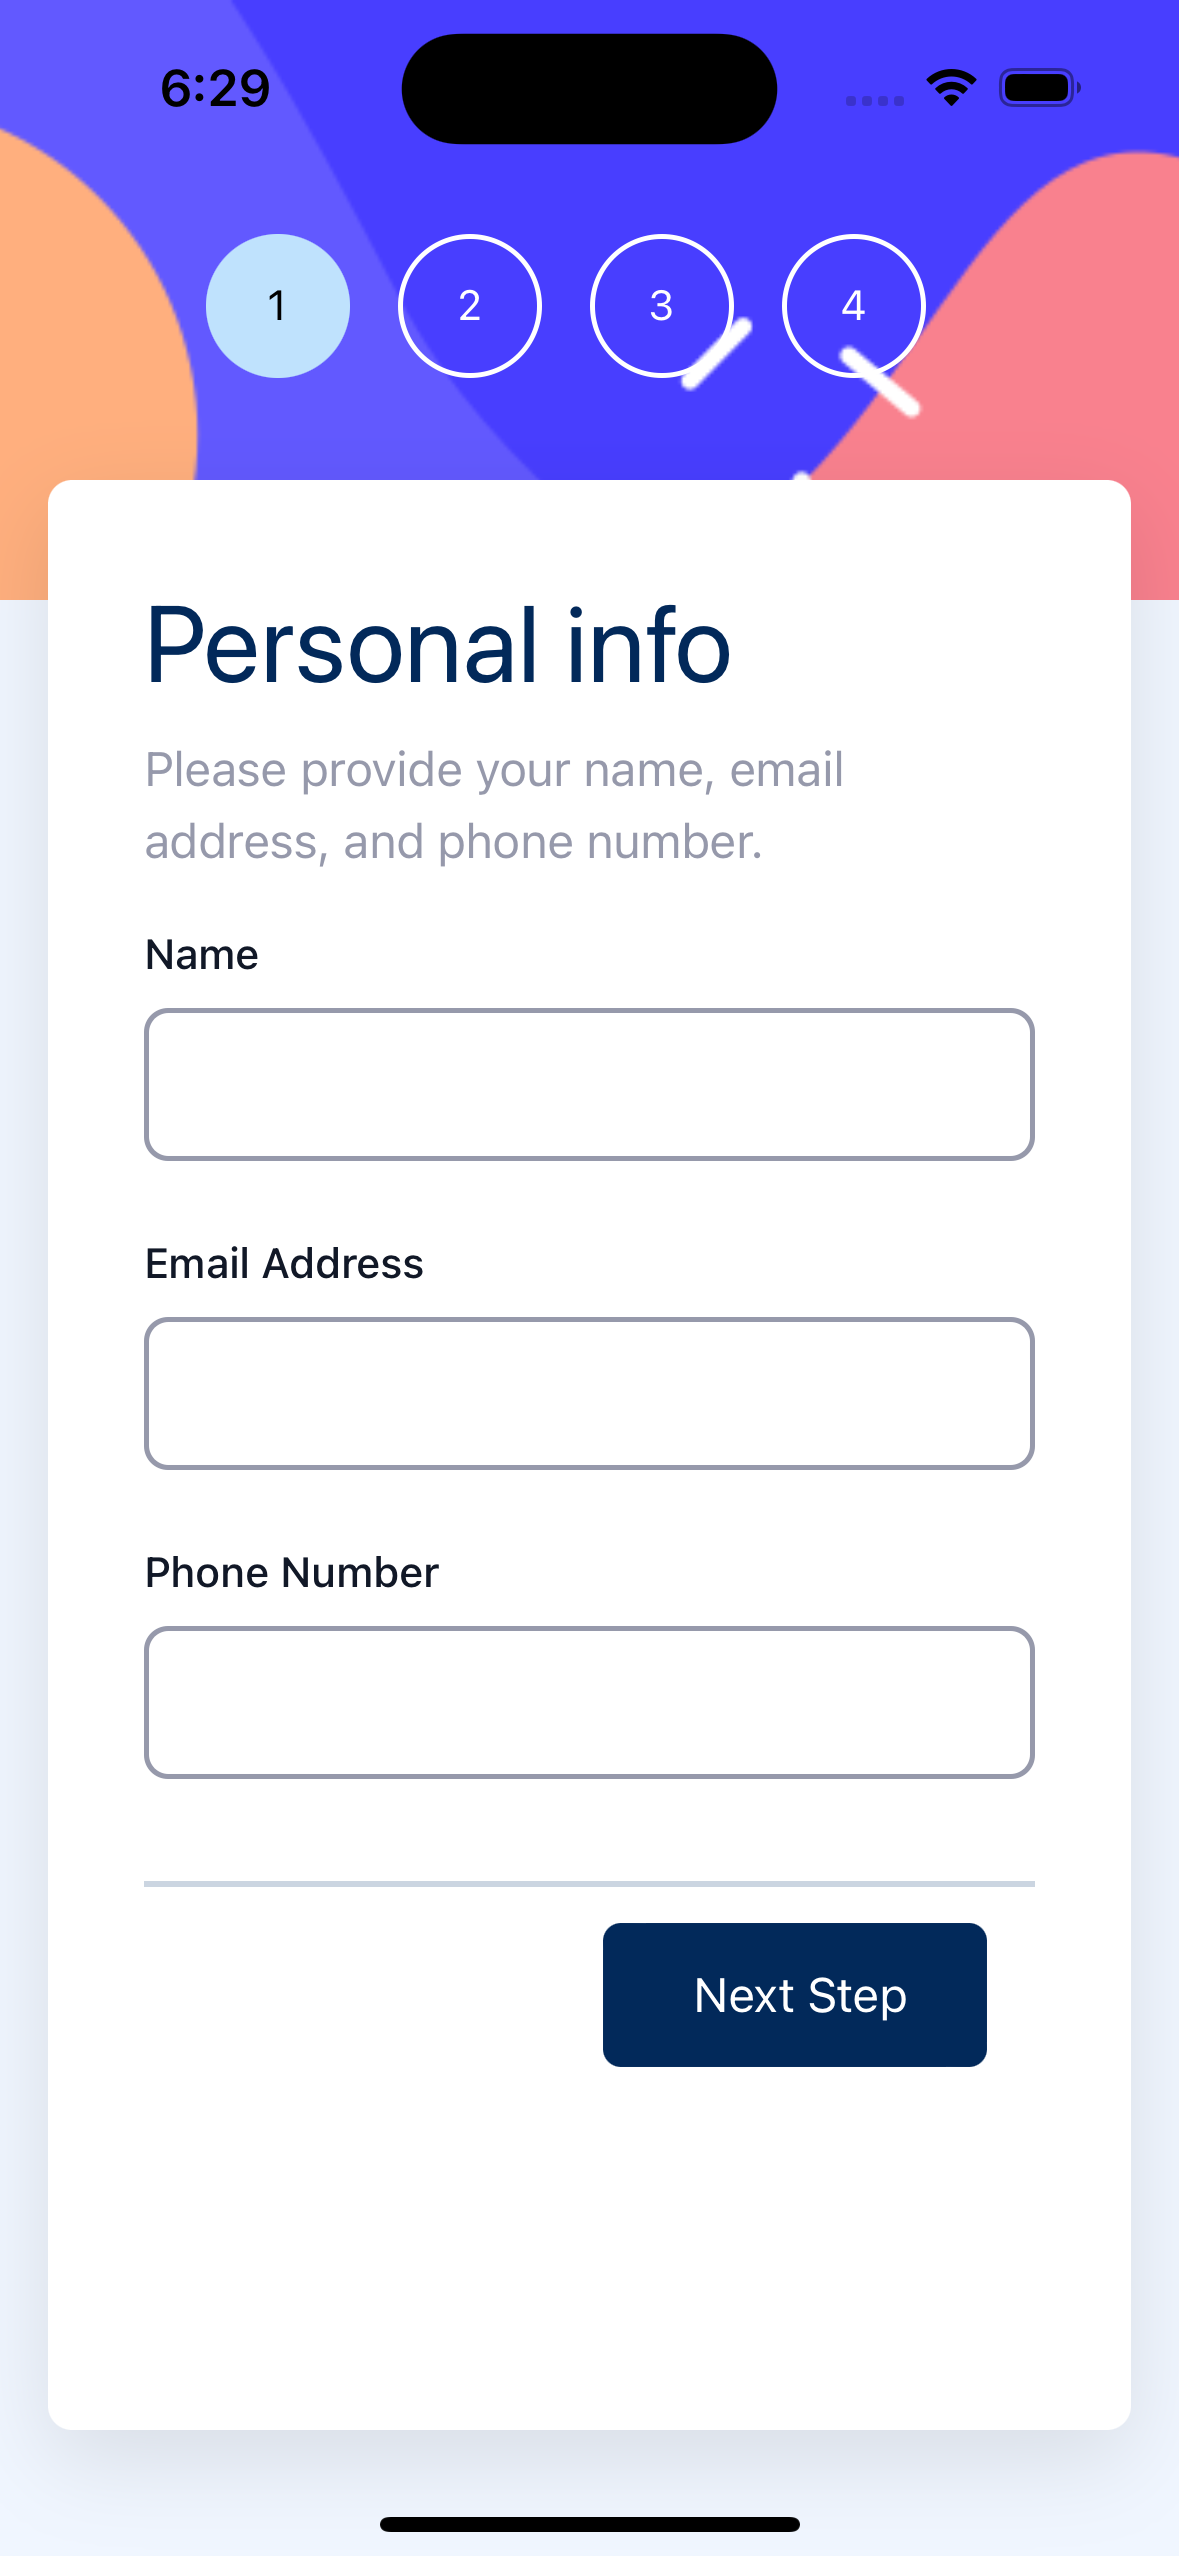 6:29
1 2 3 4
Personal info
Please provide your name, email
address, and phone number.
Name
Email Address
Phone Number
Next Step